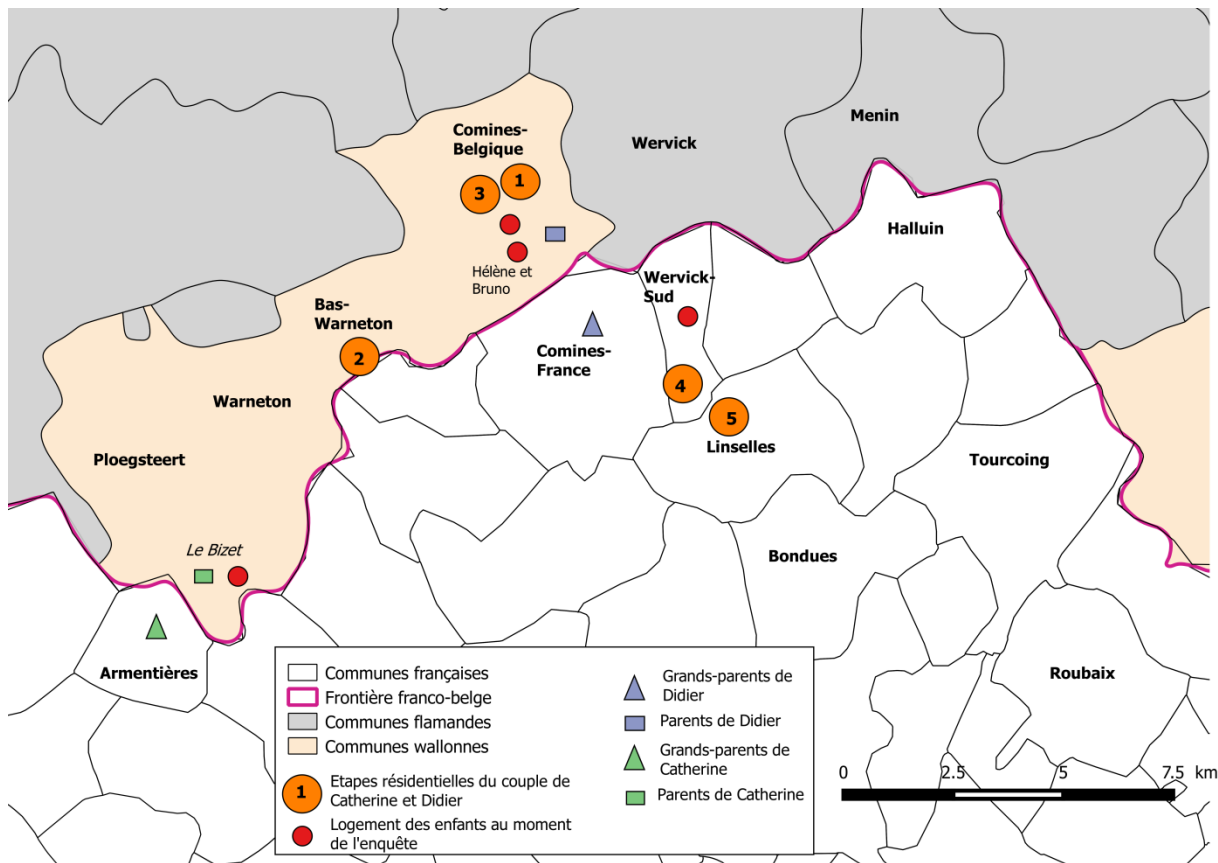 Menin
Comines-
Belgique
Wervick
3
1
Halluin
Hélène et
Bruno
Wervick-
Sud
Bas-
Warneton
2
Comines-
France
4
Warneton
5
Linselles
Ploegsteert
Tourcoing
Le Bizet
Bondues
Armentières
Roubaix
Communes françaises
Frontière franco-belge
Communes flamandes
Communes wallonnes
1
Etapes résidentielles du couple de
Catherine et Didier
Logement des enfants au moment
de l'enquête
Grands-parents de
Didier
Parents de Didier
Grands-parents de
Catherine
Parents de Catherine
0 2.5 5 7.5 km